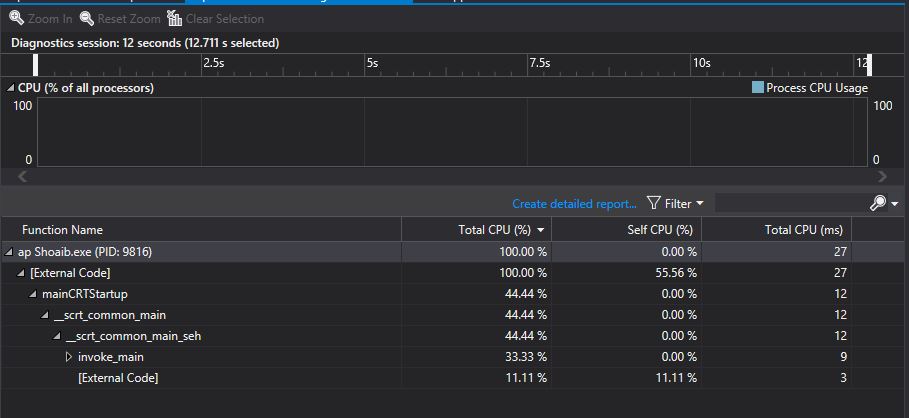 Zoom In Reset Zoom Clear Selection
Diagnostics session: 12 seconds (12.711 s selected)
2.5s 5s 7.5s 10s 12
CPU (% of all processors) Process CPU Usage
100 100
0 0
Create detailed report... Filter
Function Name Total CPU (%) Self CPU (%) Total CPU (ms)
ap Shoaib.exe (PID: 9816) 100.00 % 0.00 % 27
[External Code] 100.00 % 55.56 % 27
mainCRTStartup 44.44 % 0.00 % 12
__scrt_common_main 44.44 % 0.00 % 12
__scrt_common_main_seh 44.44 % 0.00 % 12
invoke_main 33.33 % 0.00 % 9
[External Code] 11.11 % 11.11 % 3